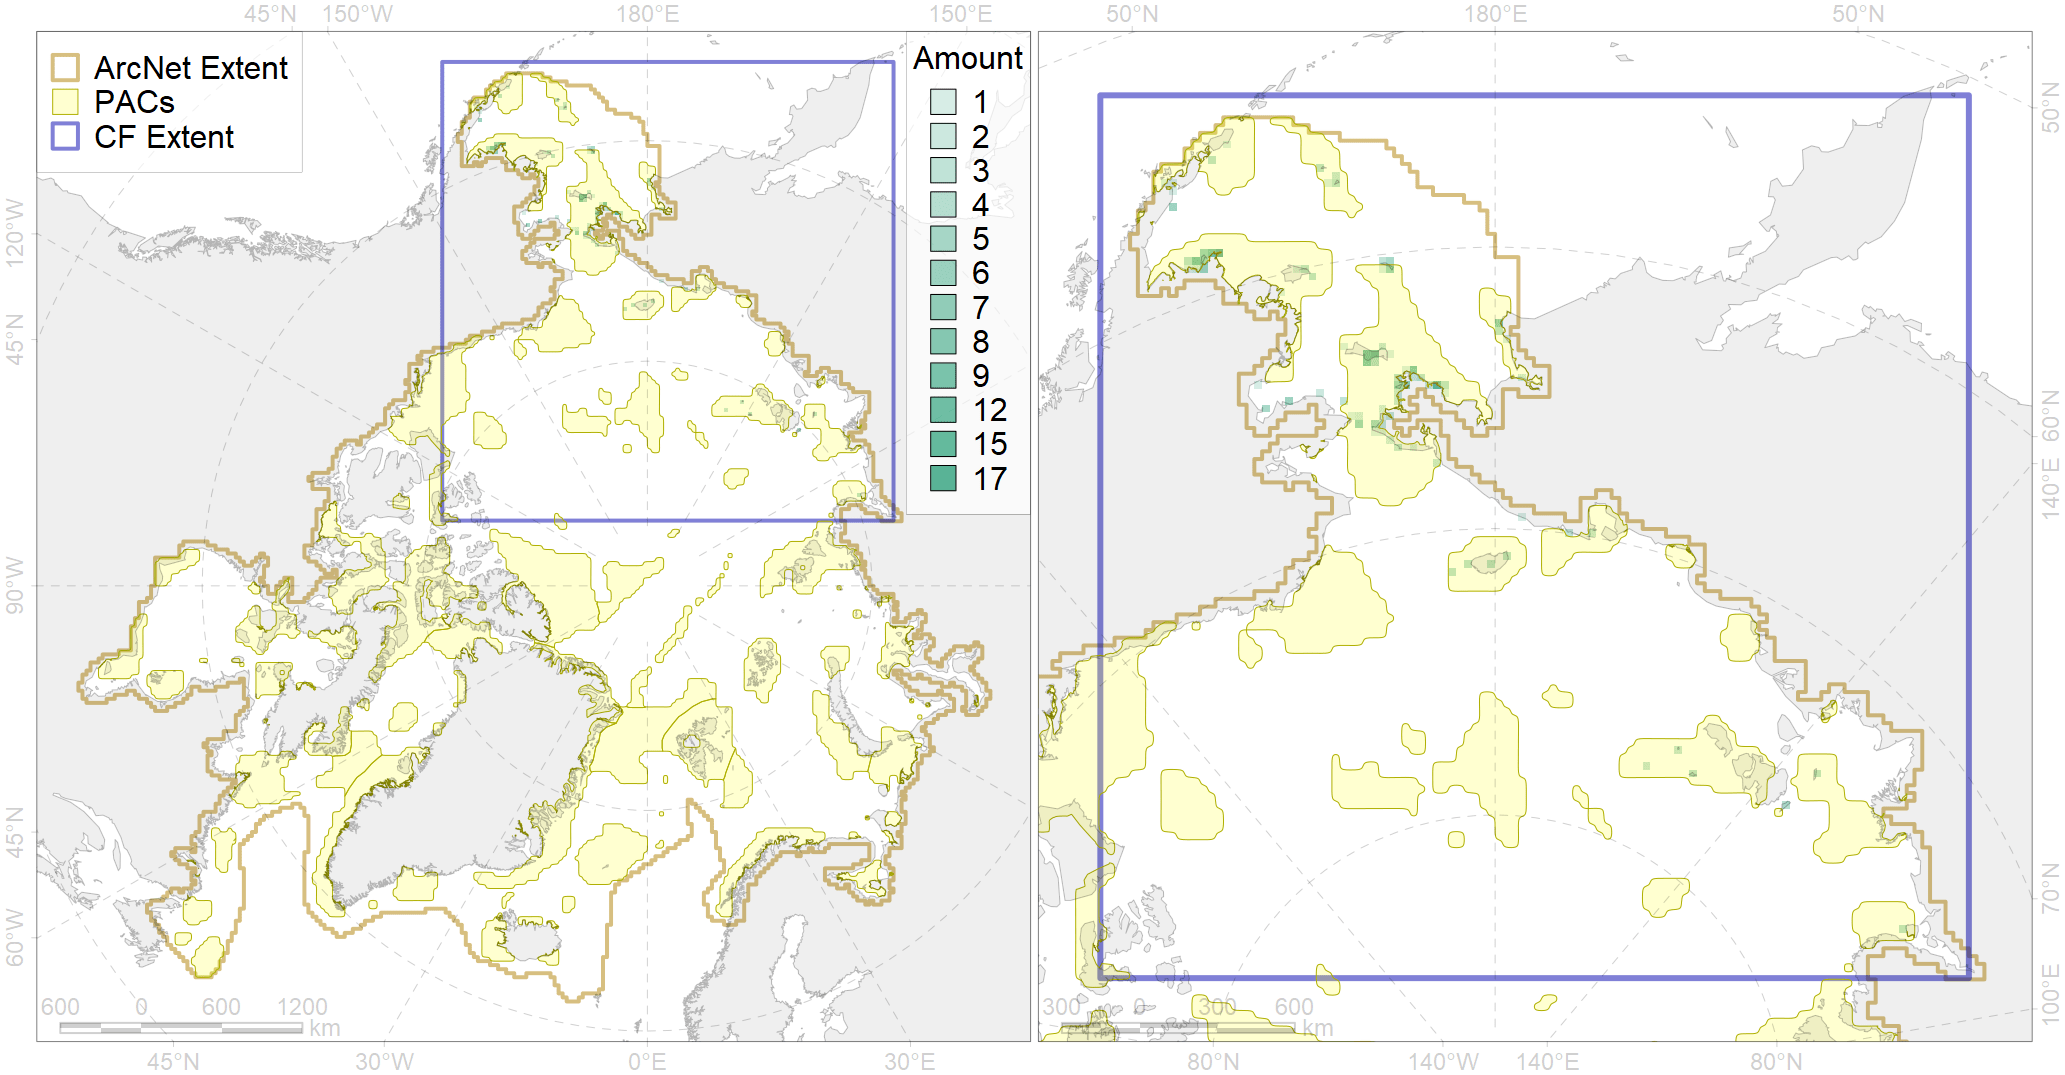 45°N 150°W 180°E 150°E 50°N 180°E 50°N
ArcNet Extent
PACs
CF Extent
Amount
1
2
3
4
5
6
7
8
9
12
15
17
120°W
45°N
90°W
45°N
60°W
50°N
60°N
140°E
70°N
100°E
600 0 600 1200
km
300 0 300 600
km
45°N 30°W 0°E 30°E 80°N 140°W 140°E 80°N